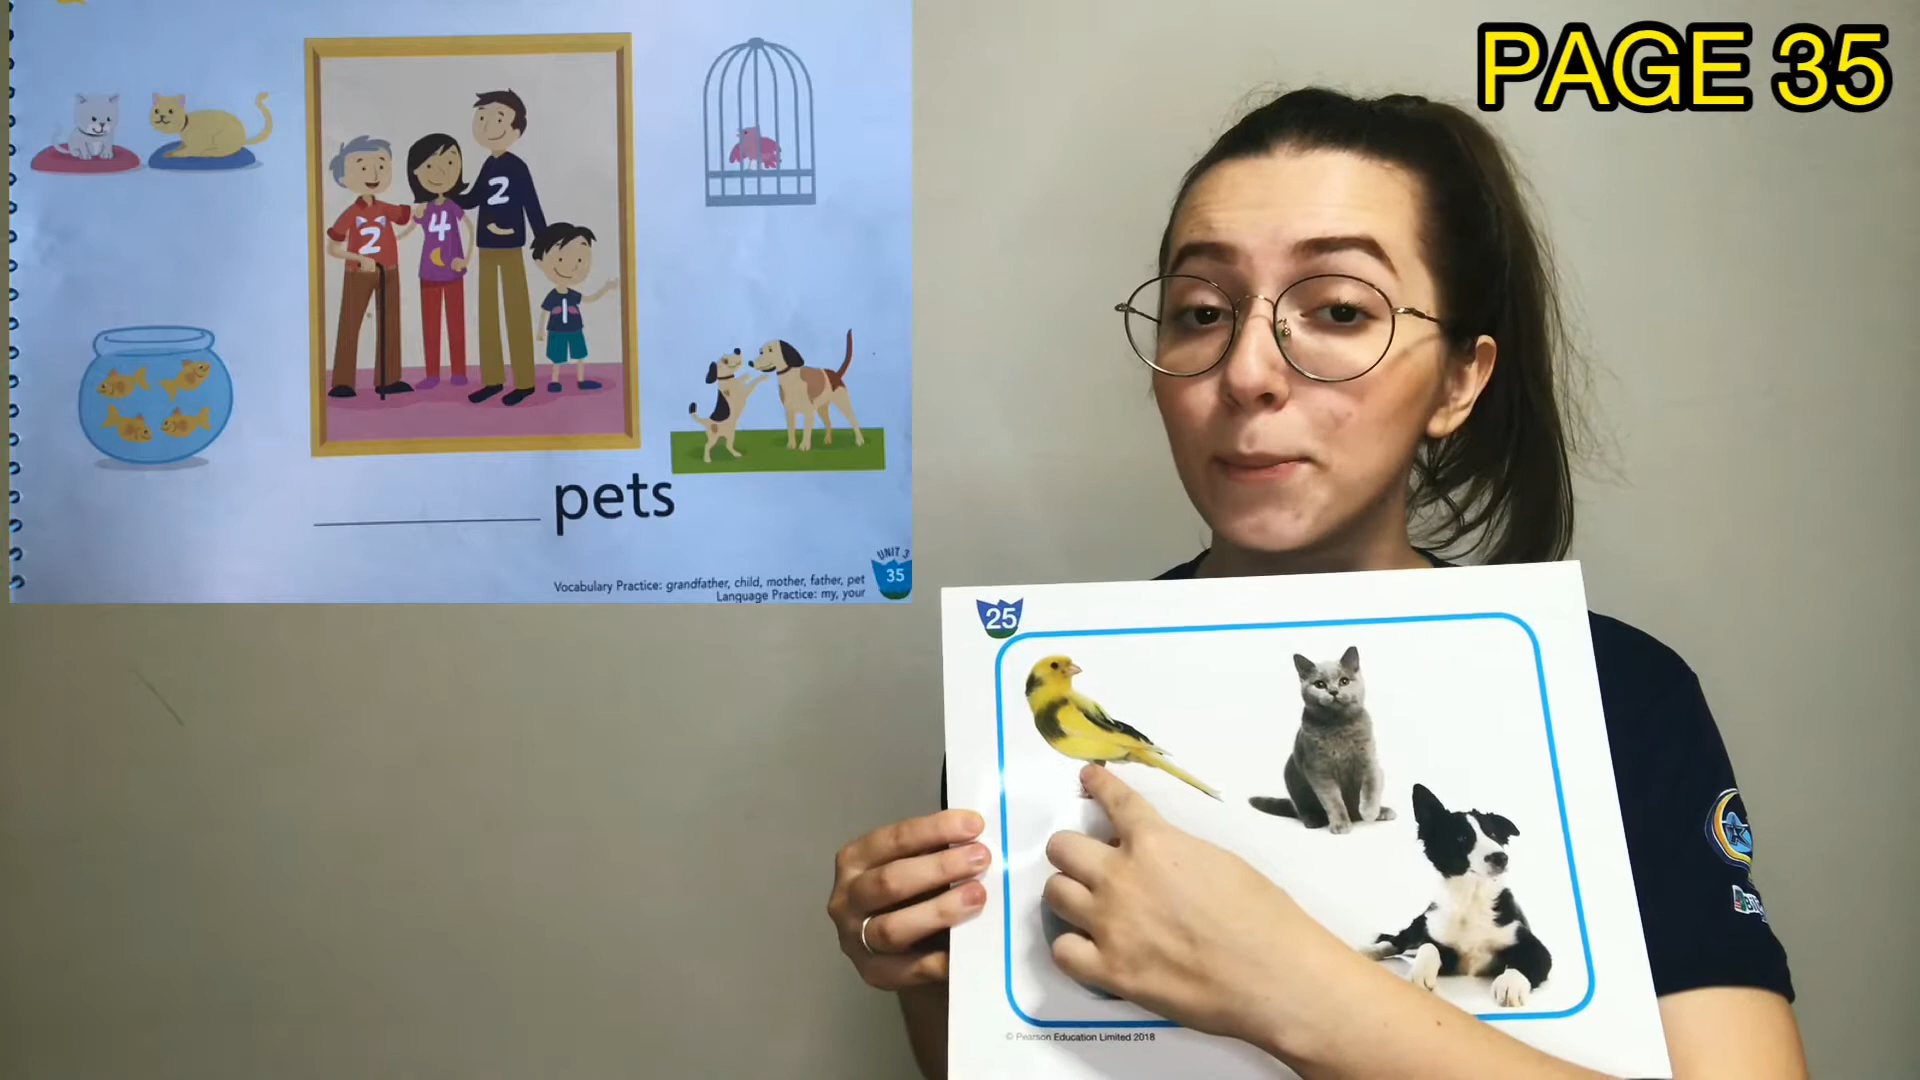 PAGE 35
2
4
2
1
pets
UNIT 3
35
Vocabulary Practice: grandfather, child, mother, father, pet
Language Practice: my, your
25
© Pearson Education Limited 2018